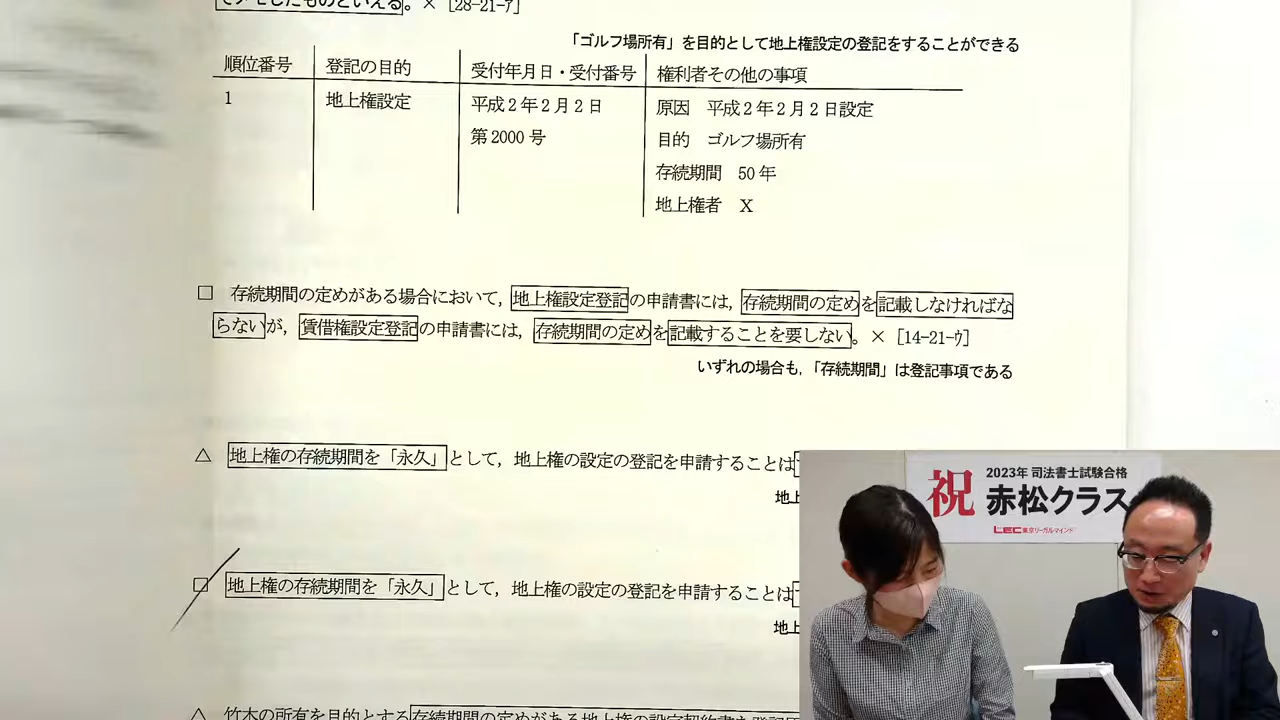 でメモしたものといえる。× [28-21-7]
「ゴルフ場所有」を目的として地上権設定の登記をすることができる
順位番号 登記の目的 受付年月日・受付番号 権利者その他の事項
1 地上権設定 平成2年2月2日 原因 平成2年2月2日設定
第2000号 目的 ゴルフ場所有
存続期間 50年
地上権者 X
□ 存続期間の定めがある場合において,地上権設定登記の申請書には,存続期間の定めを記載しなければな
らないが,賃借権設定登記の申請書には,存続期間の定めを記載することを要しない。× [14-21-ウ]
いずれの場合も,「存続期間」は登記事項である
△ 地上権の存続期間を「永久」として,地上権の設定の登記を申請することは
地上
□ 地上権の存続期間を「永久」として,地上権の設定の登記を申請することは
地上
△ 竹木の所有を目的とする存続期間の定めがある地上権の設定契約書を登記原
祝 2023年 司法書士試験合格
赤松クラス
LEC東京リーガルマインド